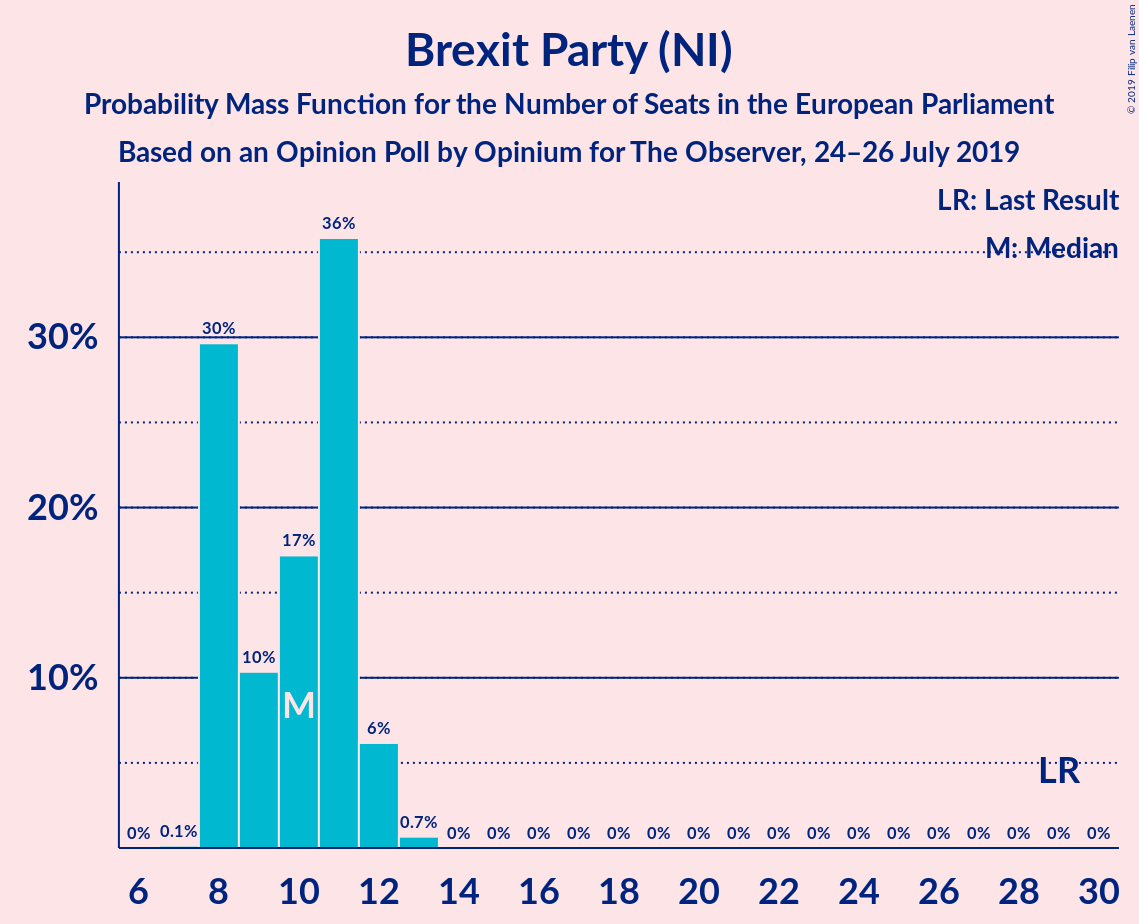 Brexit Party (NI)
Probability Mass Function for the Number of Seats in the European Parliament
Based on an Opinion Poll by Opinium for The Observer, 24–26 July 2019
© 2019 Filip van Laenen
LR: Last Result
M: Median
36%
30%
30%
20%
17%
10%
10%
M
6%
LR
0% 0.1% 0.7% 0% 0% 0% 0% 0% 0% 0% 0% 0% 0% 0% 0% 0% 0% 0% 0% 0%
6 8 10 12 14 16 18 20 22 24 26 28 30